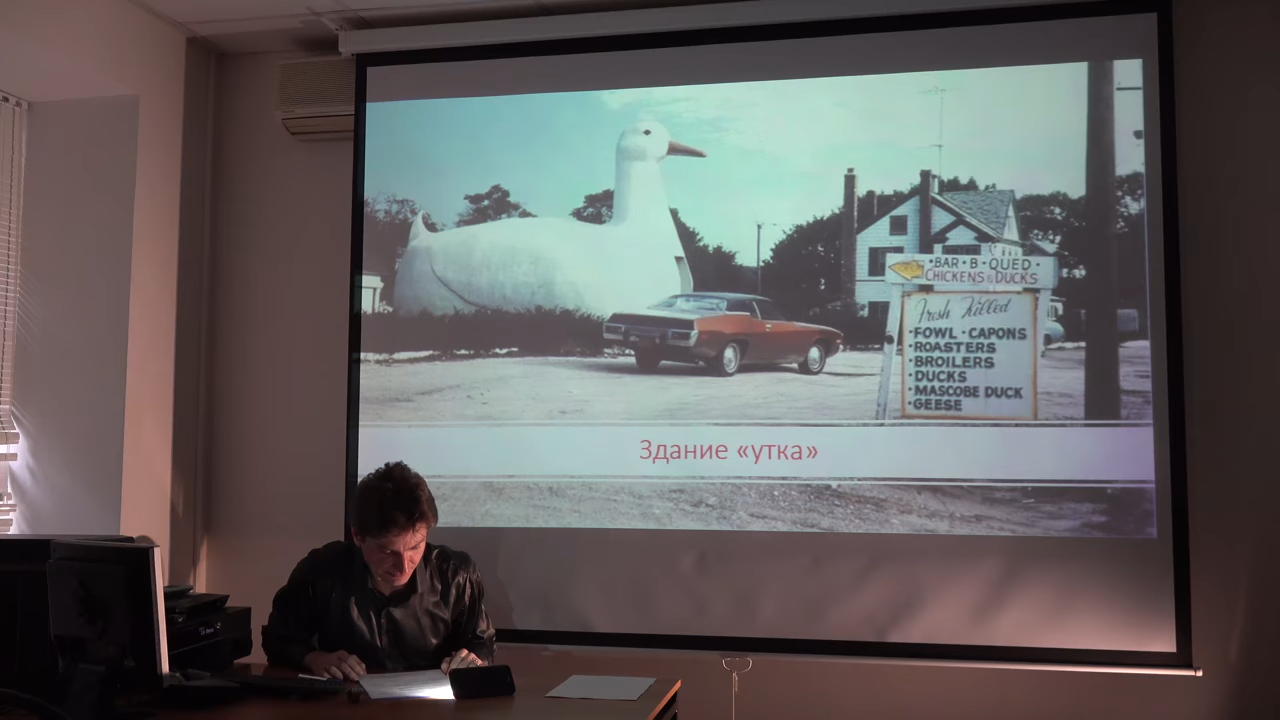 BAR·B·QUED·
CHICKENS & DUCKS
Fresh Killed
·FOWL·CAPONS
·ROASTERS
·BROILERS
·DUCKS
·MASCOBE DUCK
·GEESE
Здание «утка»